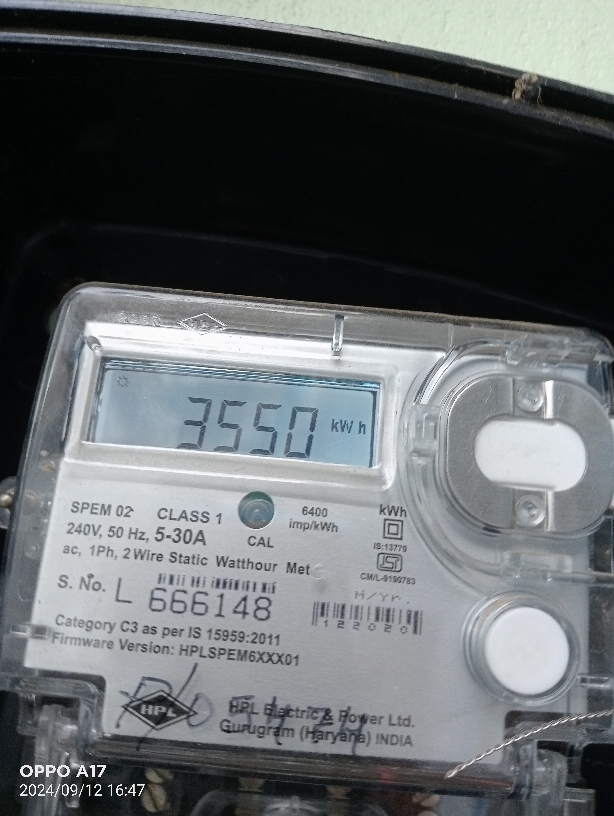 3550 kWh
SPEM 02 CLASS 1
6400 imp/kWh
kWh
240V, 50 Hz, 5-30A
CAL
IS:13779
ac, 1Ph, 2 Wire Static Watthour Met
CM/L-9190783
S. No. L 666148
M/Yr.
122020
Category C3 as per IS 15959:2011
Firmware Version: HPLSPEM6XXX01
HPL
HPL Electric & Power Ltd.
Gurugram (Haryana) INDIA
OPPO A17
2024/09/12 16:47